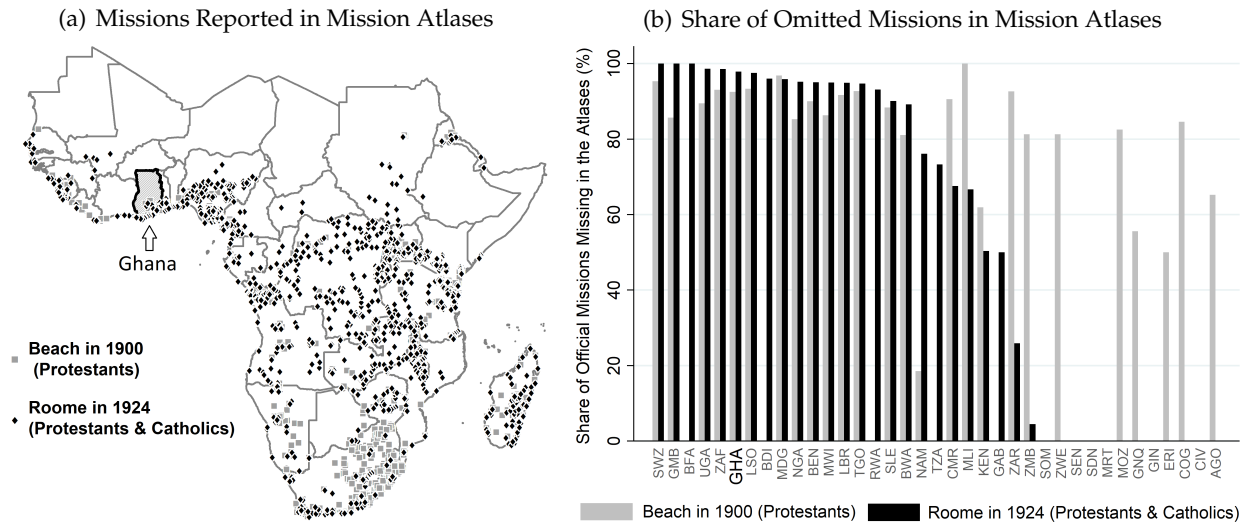 (a) Missions Reported in Mission Atlases
Ghana
Beach in 1900
(Protestants)
Roome in 1924
(Protestants & Catholics)
(b) Share of Omitted Missions in Mission Atlases
Share of Official Missions Missing in the Atlases (%)
100
80
60
40
20
0
SWZ
GMB
BFA
UGA
ZAF
GHA
LSO
BDI
MDG
NGA
BEN
MWI
LBR
TGO
RWA
SLE
BWA
NAM
TZA
CMR
MLI
KEN
GAB
ZAR
ZMB
SOM
ZWE
SEN
SDN
MRT
MOZ
GNQ
GIN
ERI
COG
CIV
AGO
Beach in 1900 (Protestants)
Roome in 1924 (Protestants & Catholics)